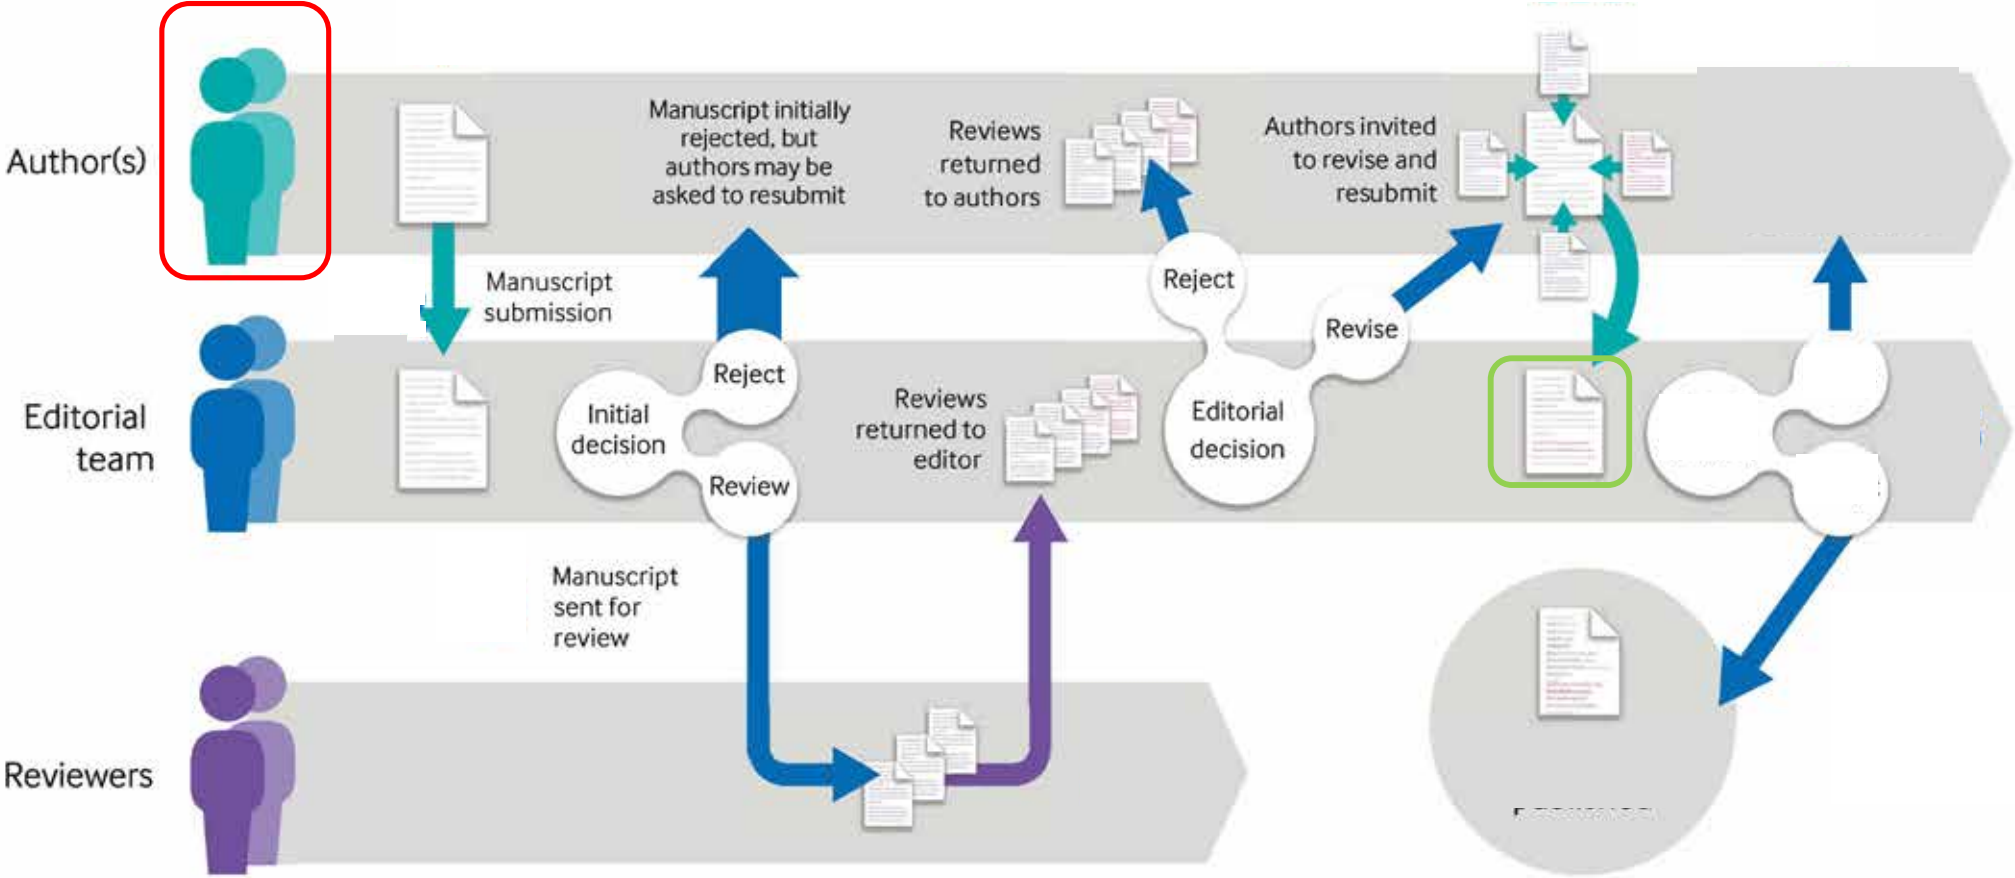 Author(s)
Manuscript initially
rejected, but
authors may be
asked to resubmit
Reviews
returned
to authors
Authors invited
to revise and
resubmit
Manuscript
submission
Reject
Revise
Editorial
team
Initial
decision
Reject
Review
Reviews
returned to
editor
Editorial
decision
Manuscript
sent for
review
Reviewers